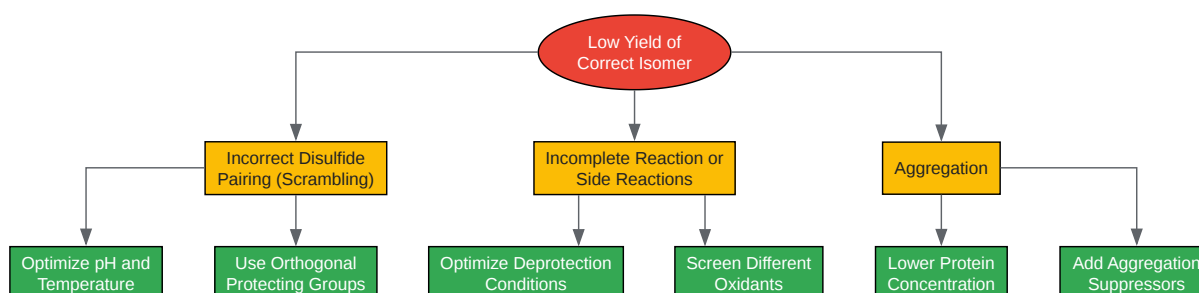 Low Yield of
Correct Isomer
Incorrect Disulfide
Pairing (Scrambling)
Incomplete Reaction or
Side Reactions
Aggregation
Optimize pH and
Temperature
Use Orthogonal
Protecting Groups
Optimize Deprotection
Conditions
Screen Different
Oxidants
Lower Protein
Concentration
Add Aggregation
Suppressors